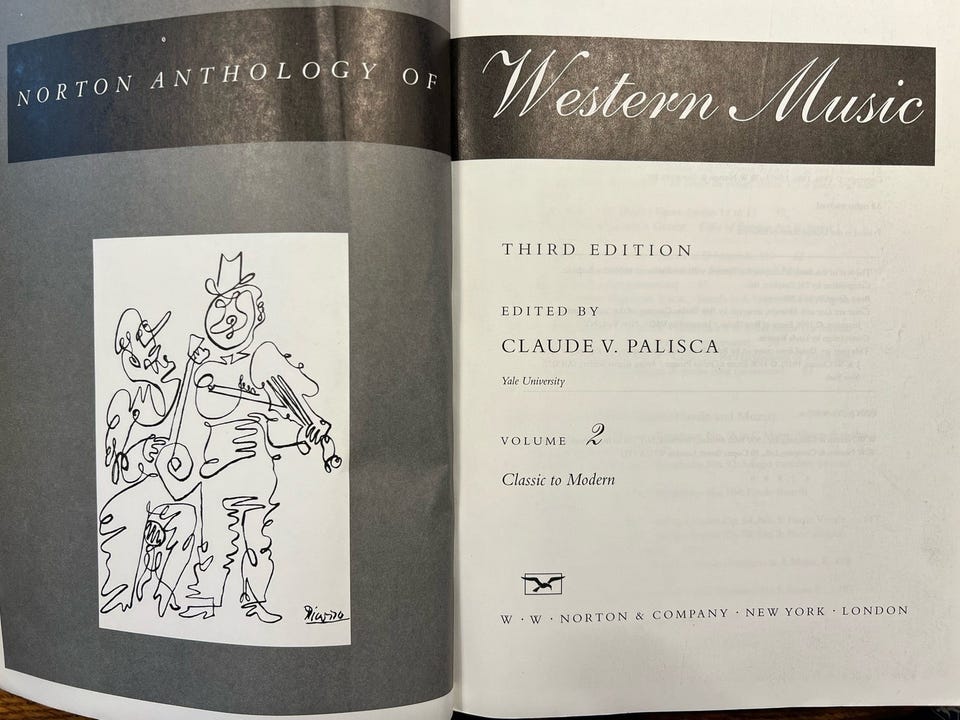 NORTON ANTHOLOGY OF Western Music
Picasso
THIRD EDITION
EDITED BY
CLAUDE V. PALISCA
Yale University
VOLUME 2
Classic to Modern
W · W · NORTON & COMPANY · NEW YORK · LONDON